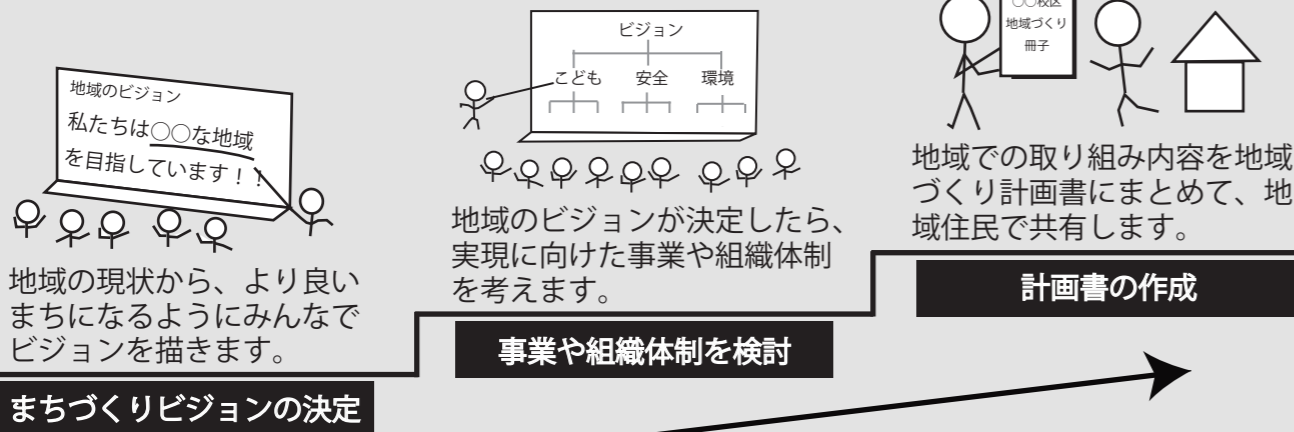 地域のビジョン
私たちは○○な地域
を目指しています！！
地域の現状から、より良い
まちになるようにみんなで
ビジョンを描きます。
まちづくりビジョンの決定
ビジョン
こども 安全 環境
地域のビジョンが決定したら、
実現に向けた事業や組織体制
を考えます。
事業や組織体制を検討
○○校区
地域づくり
冊子
地域での取り組み内容を地域
づくり計画書にまとめて、地
域住民で共有します。
計画書の作成